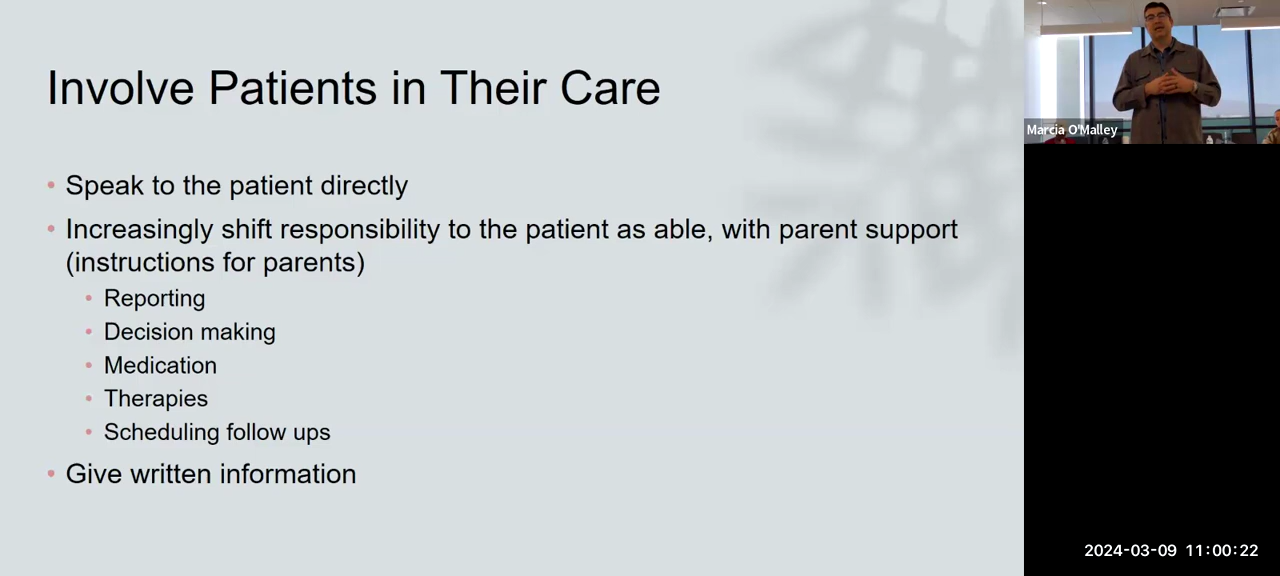 Involve Patients in Their Care
• Speak to the patient directly
• Increasingly shift responsibility to the patient as able, with parent support
(instructions for parents)
• Reporting
• Decision making
• Medication
• Therapies
• Scheduling follow ups
• Give written information
Marcia O'Malley
2024-03-09 11:00:22